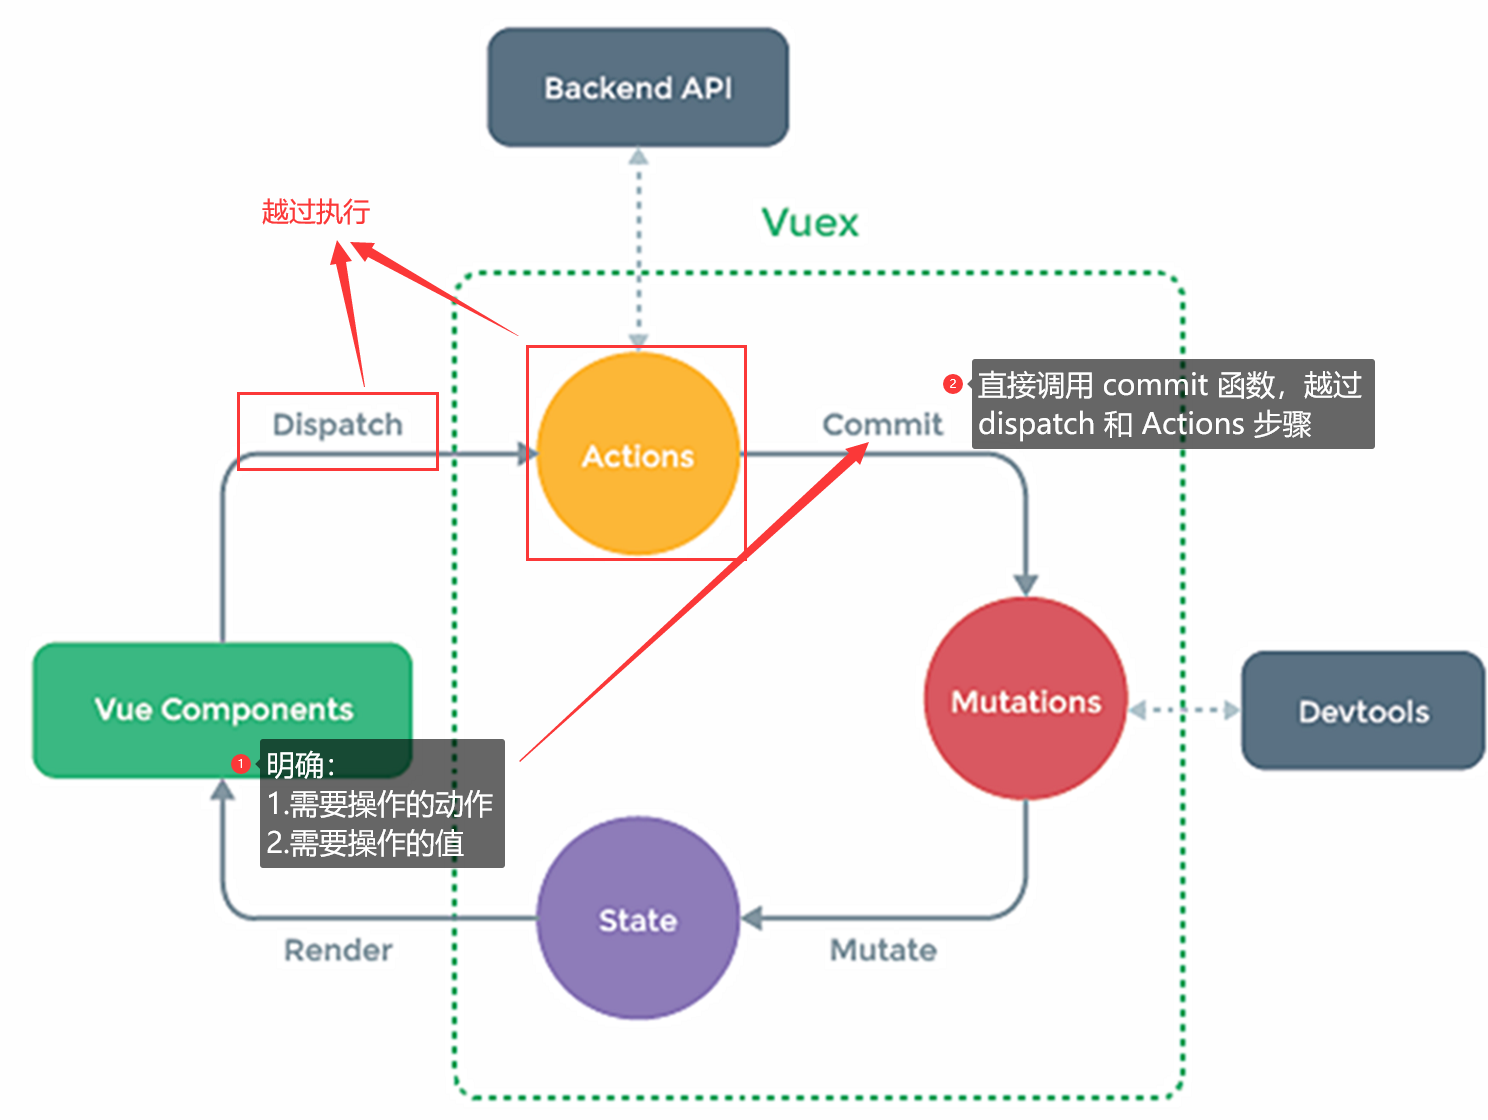 Backend API
越过执行
Vuex
Dispatch
Actions
Commit
2
直接调用 commit 函数，越过
dispatch 和 Actions 步骤
Vue Components
Mutations
Devtools
1
明确：
1.需要操作的动作
2.需要操作的值
State
Render
Mutate